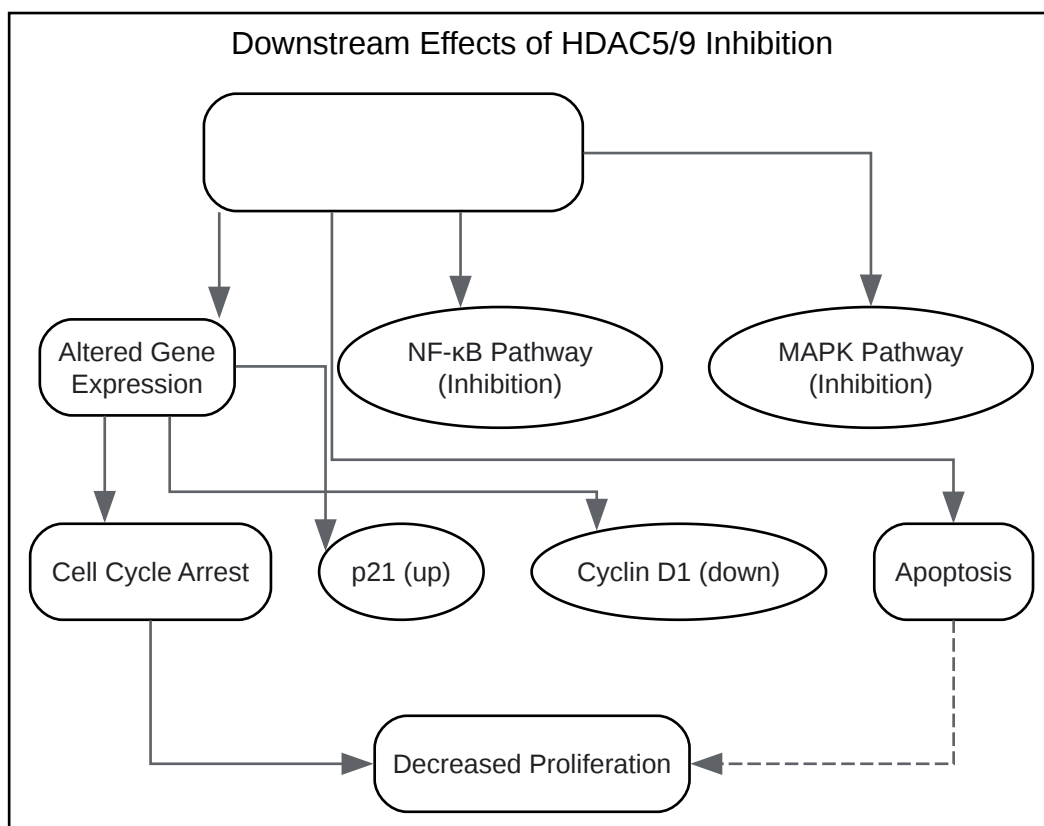 Downstream Effects of HDAC5/9 Inhibition
Altered Gene
Expression
NF-κB Pathway
(Inhibition)
MAPK Pathway
(Inhibition)
Cell Cycle Arrest
p21 (up)
Cyclin D1 (down)
Apoptosis
Decreased Proliferation